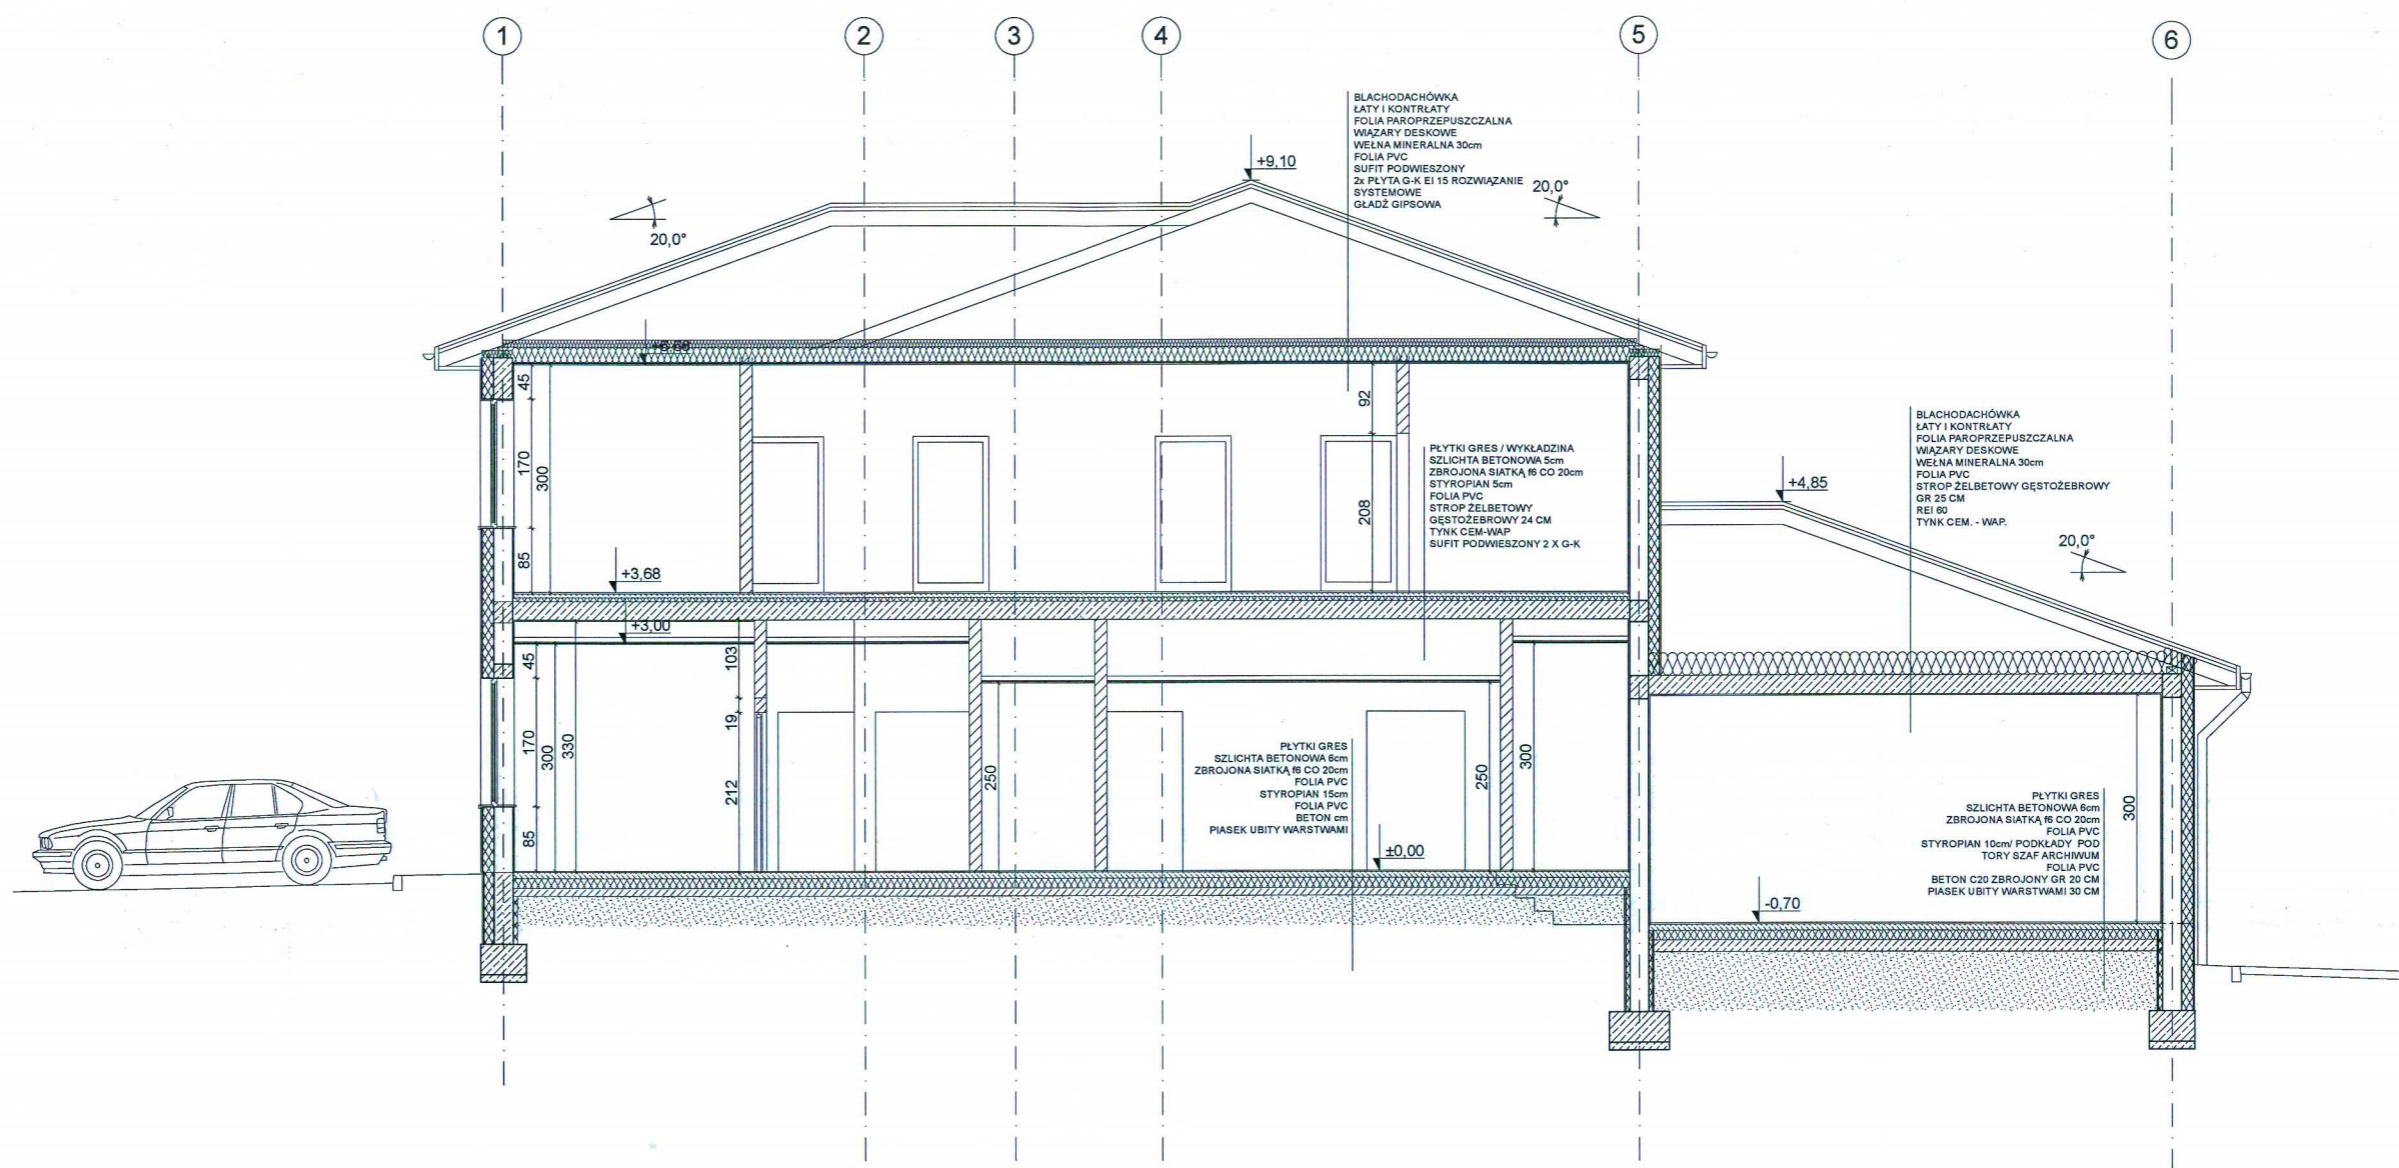 1
2
3
4
5
6
BLACHODACHÓWKA
ŁATY I KONTRŁATY
FOLIA PAROPRZEPUSZCZALNA
WIĄZARY DESKOWE
WEŁNA MINERALNA 30cm
FOLIA PVC
SUFIT PODWIESZONY
2x PŁYTA G-K EI 15 ROZWIĄZANIE
SYSTEMOWE
GŁADŹ GIPSOWA
+9,10
20,0°
20,0°
+6,68
45
170
300
85
92
208
PŁYTKI GRES / WYKŁADZINA
SZLICHTA BETONOWA 5cm
ZBROJONA SIATKĄ f6 CO 20cm
STYROPIAN 5cm
FOLIA PVC
STROP ŻELBETOWY
GĘSTOŻEBROWY 24 CM
TYNK CEM-WAP
SUFIT PODWIESZONY 2 X G-K
BLACHODACHÓWKA
ŁATY I KONTRŁATY
FOLIA PAROPRZEPUSZCZALNA
WIĄZARY DESKOWE
WEŁNA MINERALNA 30cm
FOLIA PVC
STROP ŻELBETOWY GĘSTOŻEBROWY
GR 25 CM
REI 60
TYNK CEM. - WAP.
+4,85
20,0°
+3,68
+3,00
45
170
300
330
85
103
19
212
250
250
300
PŁYTKI GRES
SZLICHTA BETONOWA 6cm
ZBROJONA SIATKĄ f6 CO 20cm
FOLIA PVC
STYROPIAN 15cm
FOLIA PVC
BETON cm
PIASEK UBITY WARSTWAMI
±0,00
PŁYTKI GRES
SZLICHTA BETONOWA 6cm
ZBROJONA SIATKĄ f6 CO 20cm
FOLIA PVC
STYROPIAN 10cm/ PODKŁADY POD
TORY SZAF ARCHIWUM
FOLIA PVC
BETON C20 ZBROJONY GR 20 CM
PIASEK UBITY WARSTWAMI 30 CM
300
-0,70